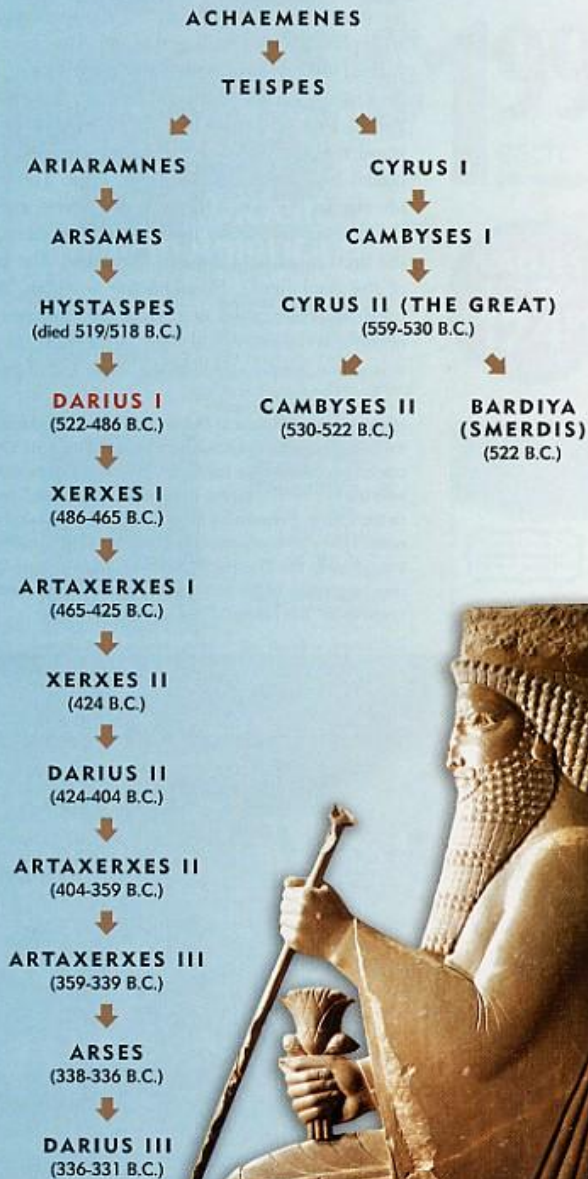 ACHAEMENES
TEISPES
ARIARAMNES
CYRUS I
ARSAMES
CAMBYSES I
HYSTASPES
(died 519/518 B.C.)
CYRUS II (THE GREAT)
(559-530 B.C.)
DARIUS I
(522-486 B.C.)
CAMBYSES II
(530-522 B.C.)
BARDIYA
(SMERDIS)
(522 B.C.)
XERXES I
(486-465 B.C.)
ARTAXERXES I
(465-425 B.C.)
XERXES II
(424 B.C.)
DARIUS II
(424-404 B.C.)
ARTAXERXES II
(404-359 B.C.)
ARTAXERXES III
(359-339 B.C.)
ARSES
(338-336 B.C.)
DARIUS III
(336-331 B.C.)